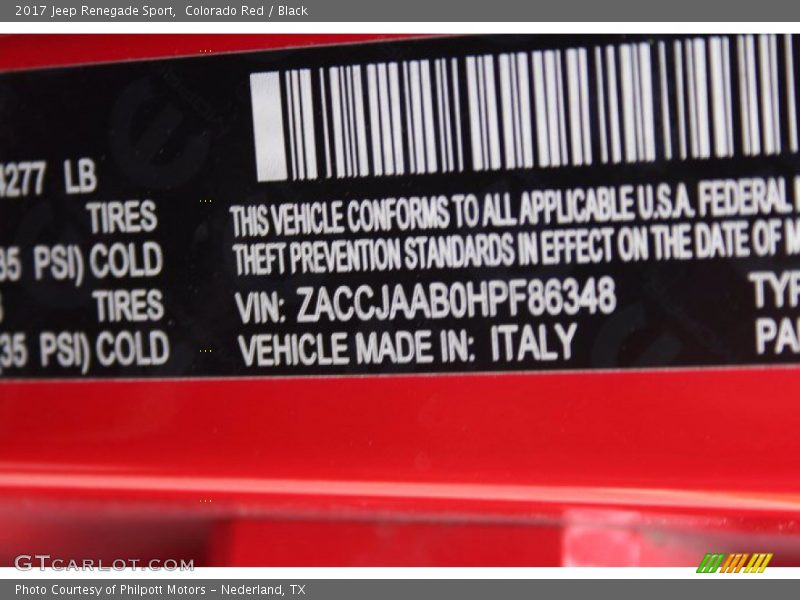 2017 Jeep Renegade Sport, Colorado Red / Black
4277 LB
TIRES
35 PSI) COLD
TIRES
(35 PSI) COLD
THIS VEHICLE CONFORMS TO ALL APPLICABLE U.S.A. FEDERAL
THEFT PREVENTION STANDARDS IN EFFECT ON THE DATE OF
VIN: ZACCJAAB0HPF86348
VEHICLE MADE IN: ITALY
GTCARLOT.COM
Photo Courtesy of Philpott Motors - Nederland, TX